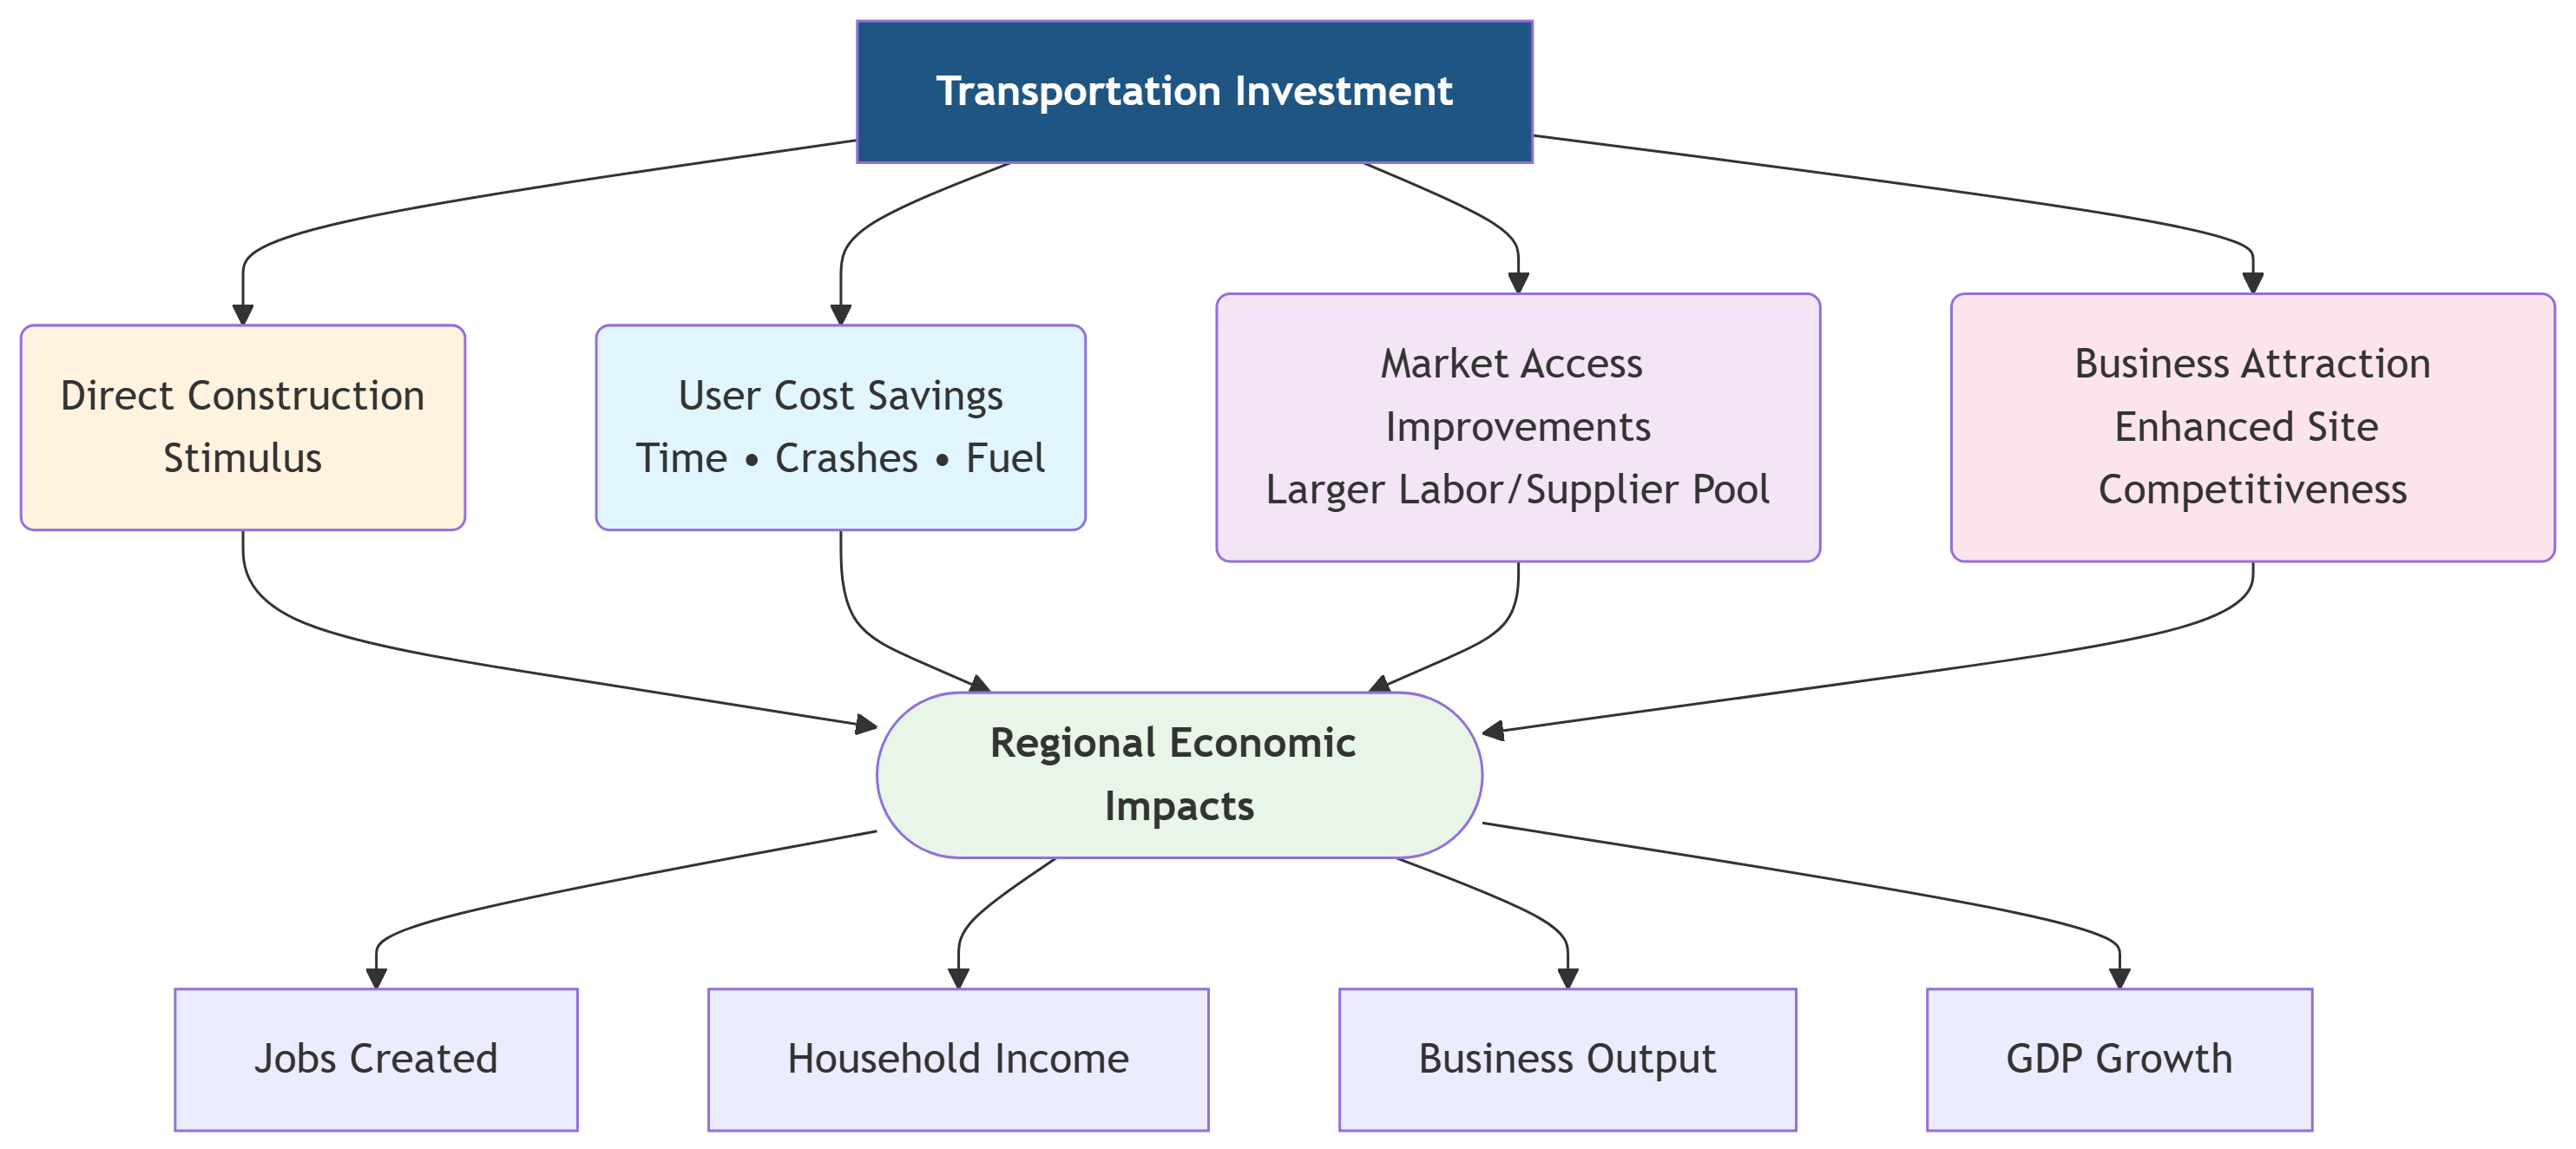 Transportation Investment
Direct Construction
Stimulus
User Cost Savings
Time • Crashes • Fuel
Market Access
Improvements
Larger Labor/Supplier Pool
Business Attraction
Enhanced Site
Competitiveness
Regional Economic
Impacts
Jobs Created
Household Income
Business Output
GDP Growth